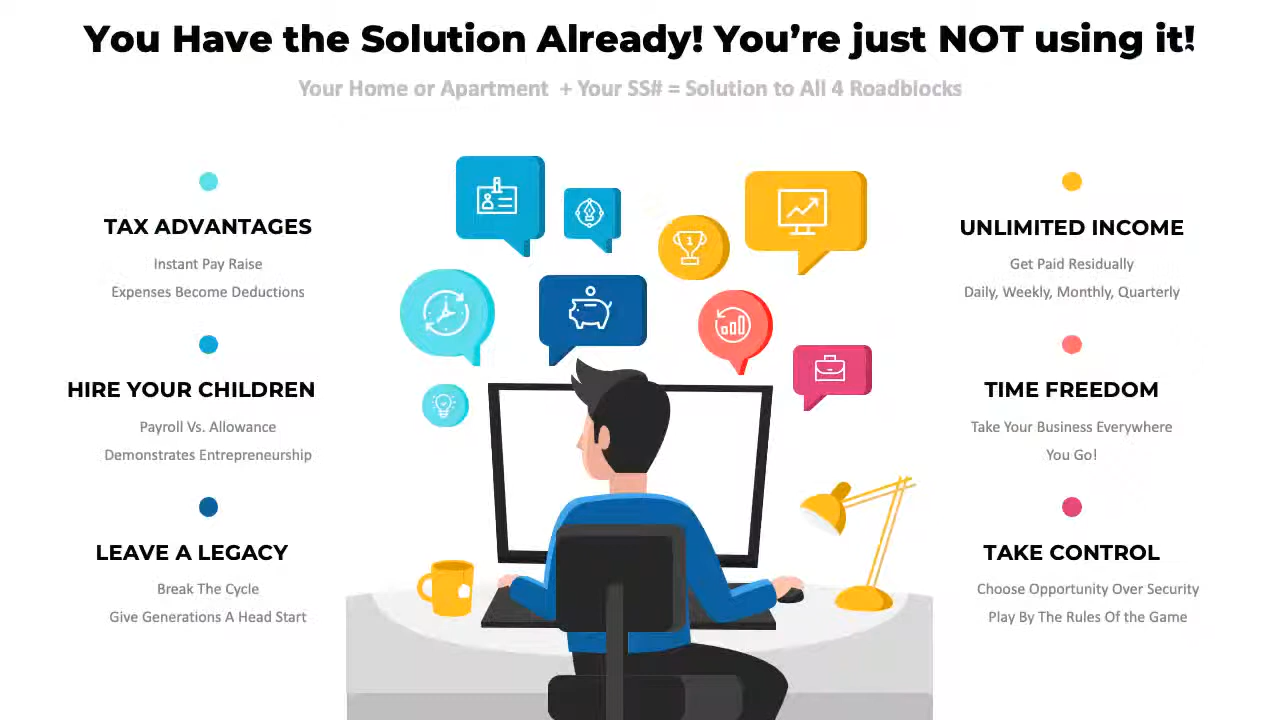 You Have the Solution Already! You're just NOT using it!
Your Home or Apartment + Your SS# = Solution to All 4 Roadblocks
TAX ADVANTAGES
Instant Pay Raise
Expenses Become Deductions
HIRE YOUR CHILDREN
Payroll Vs. Allowance
Demonstrates Entrepreneurship
LEAVE A LEGACY
Break The Cycle
Give Generations A Head Start
1
UNLIMITED INCOME
Get Paid Residually
Daily, Weekly, Monthly, Quarterly
TIME FREEDOM
Take Your Business Everywhere
You Go!
TAKE CONTROL
Choose Opportunity Over Security
Play By The Rules Of the Game